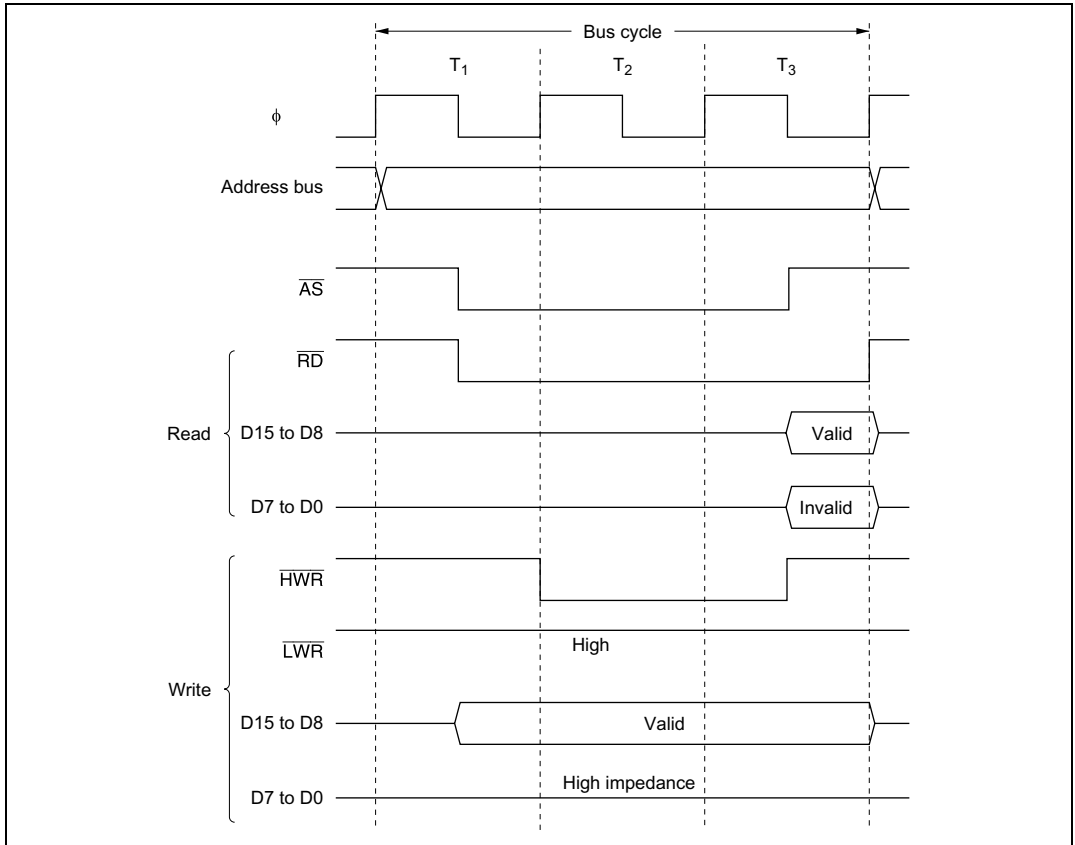 Bus cycle
T1 T2 T3
ϕ
Address bus
AS
RD
Read
D15 to D8
Valid
D7 to D0
Invalid
HWR
LWR
High
Write
D15 to D8
Valid
D7 to D0
High impedance